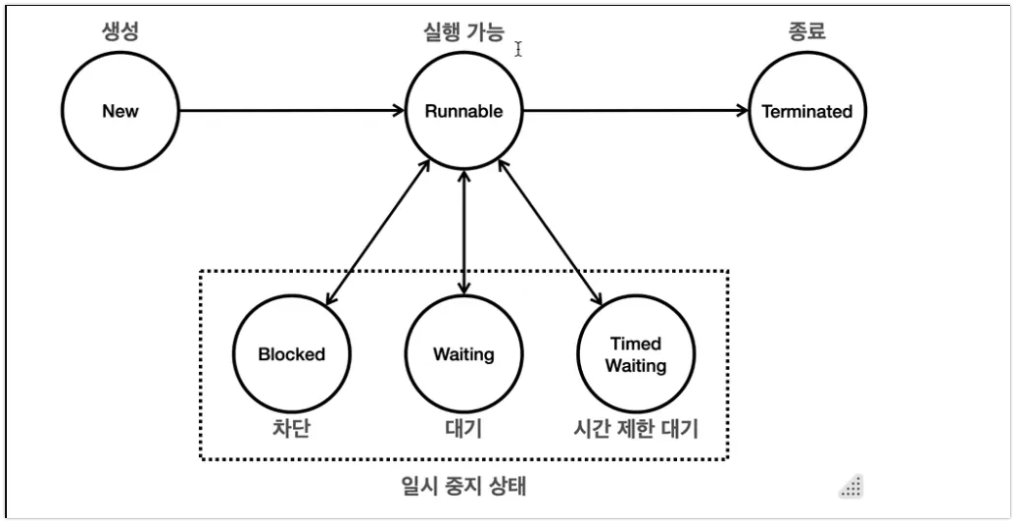 생성
실행 가능
종료
New
Runnable
Terminated
Blocked
Waiting
Timed
Waiting
차단
대기
시간 제한 대기
일시 중지 상태